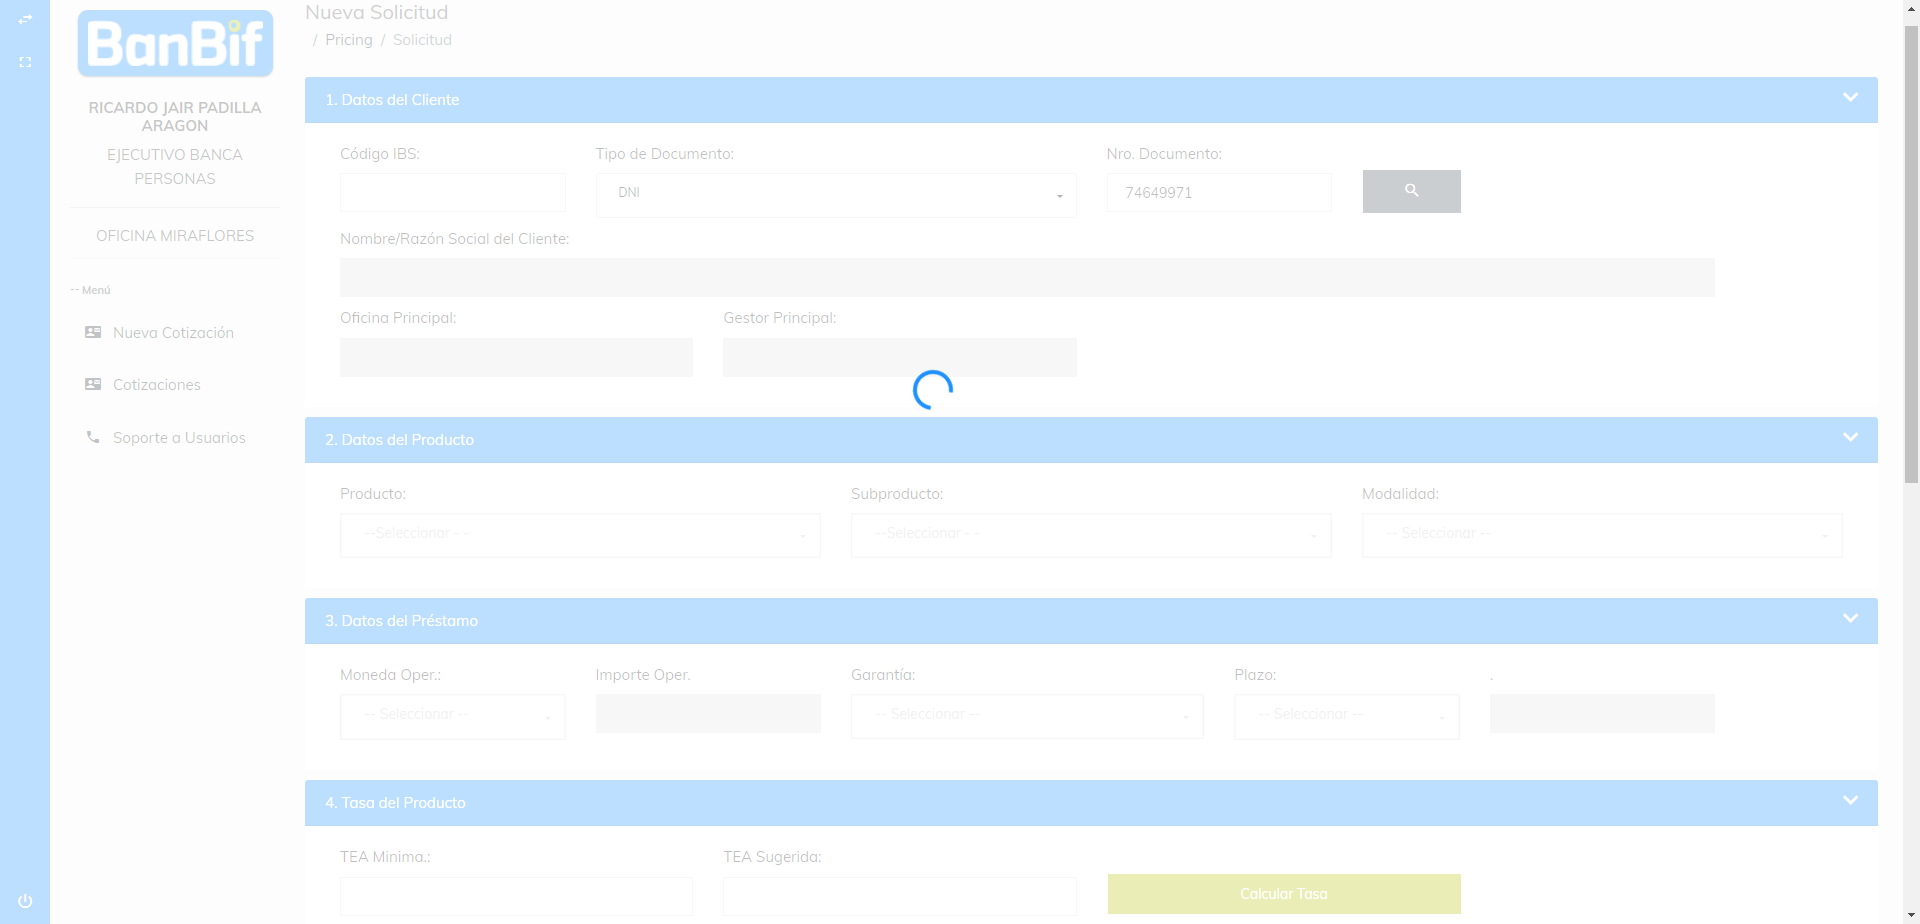 Nueva Solicitud
/ Pricing / Solicitud
BanBif
RICARDO JAIR PADILLA
ARAGON
EJECUTIVO BANCA
PERSONAS
OFICINA MIRAFLORES
-- Menú
Nueva Cotización
Cotizaciones
Soporte a Usuarios
1. Datos del Cliente
Código IBS: Tipo de Documento: Nro. Documento:
DNI 74649971
Nombre/Razón Social del Cliente:
Oficina Principal: Gestor Principal:
2. Datos del Producto
Producto: Subproducto: Modalidad:
--Seleccionar - - --Seleccionar - - -- Seleccionar --
3. Datos del Préstamo
Moneda Oper.: Importe Oper. Garantía: Plazo: .
-- Seleccionar -- -- Seleccionar -- -- Seleccionar --
4. Tasa del Producto
TEA Minima.: TEA Sugerida:
Calcular Tasa